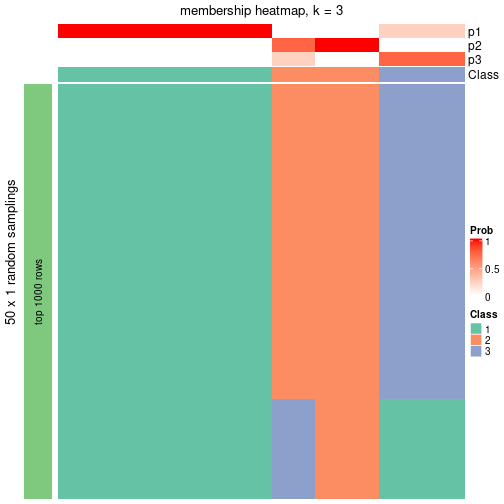 membership heatmap, k = 3
p1
p2
p3
Class
50 x 1 random samplings
top 1000 rows
Prob
1
0.5
0
Class
1
2
3